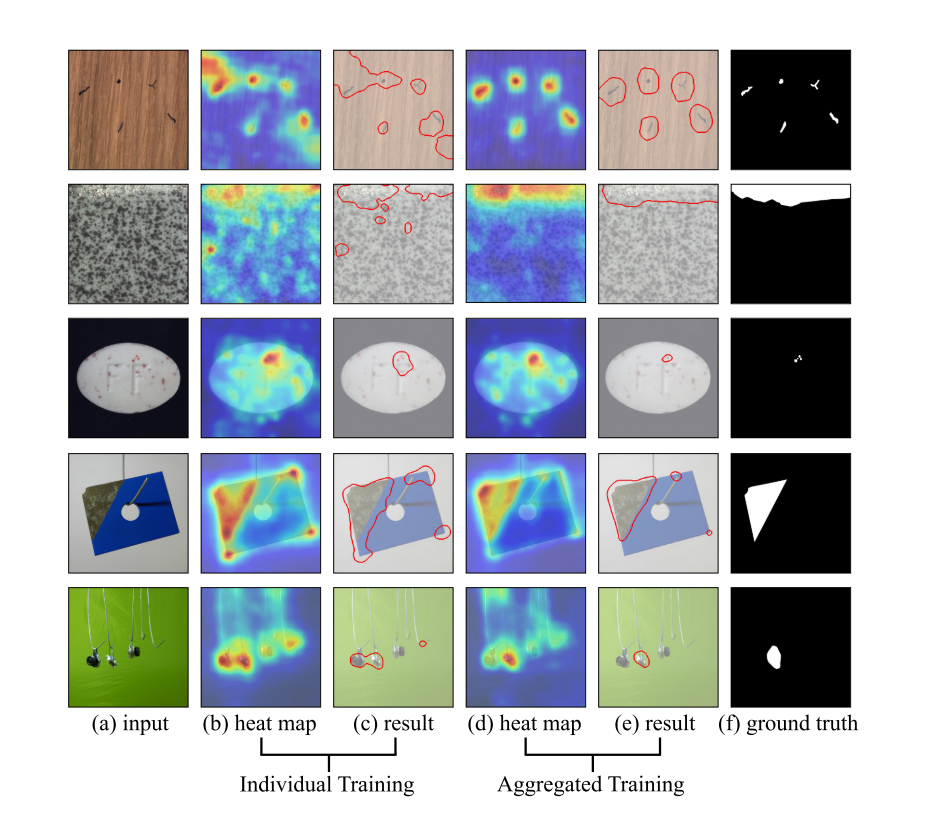 (a) input (b) heat map (c) result (d) heat map (e) result (f) ground truth
Individual Training Aggregated Training